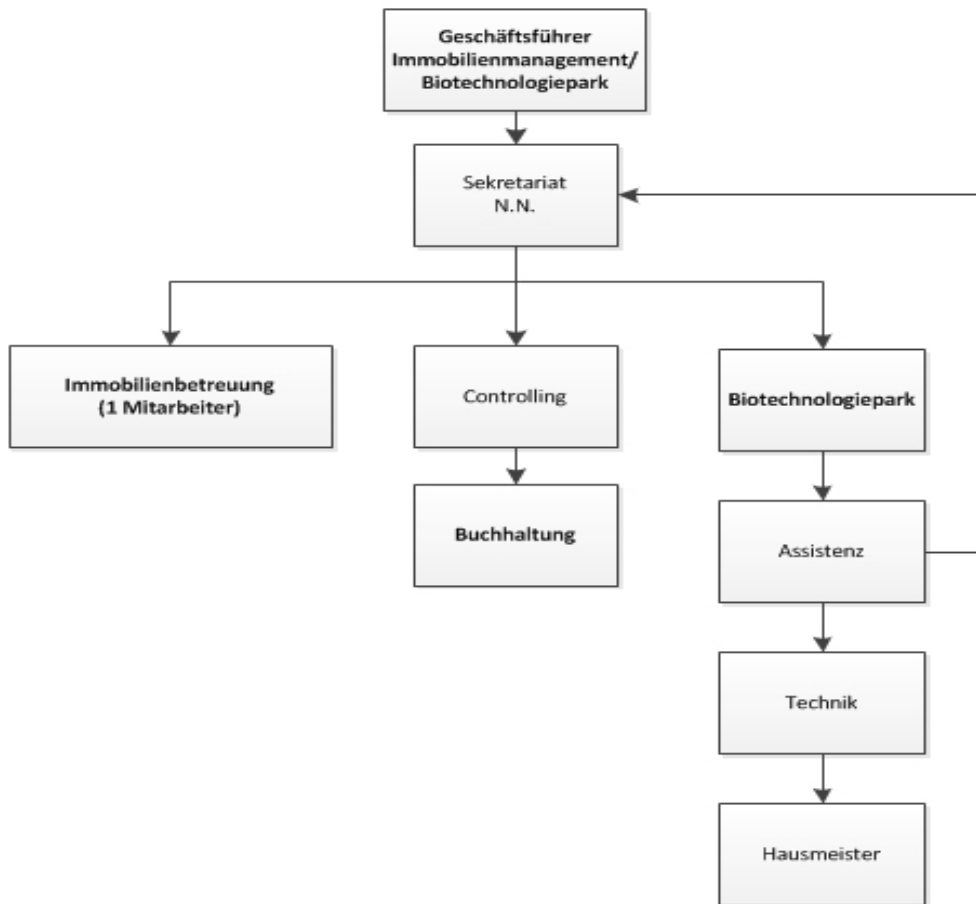 Geschäftsführer
Immobilienmanagement/
Biotechnologiepark
Sekretariat
N.N.
Immobilienbetreuung
(1 Mitarbeiter)
Controlling
Biotechnologiepark
Buchhaltung
Assistenz
Technik
Hausmeister